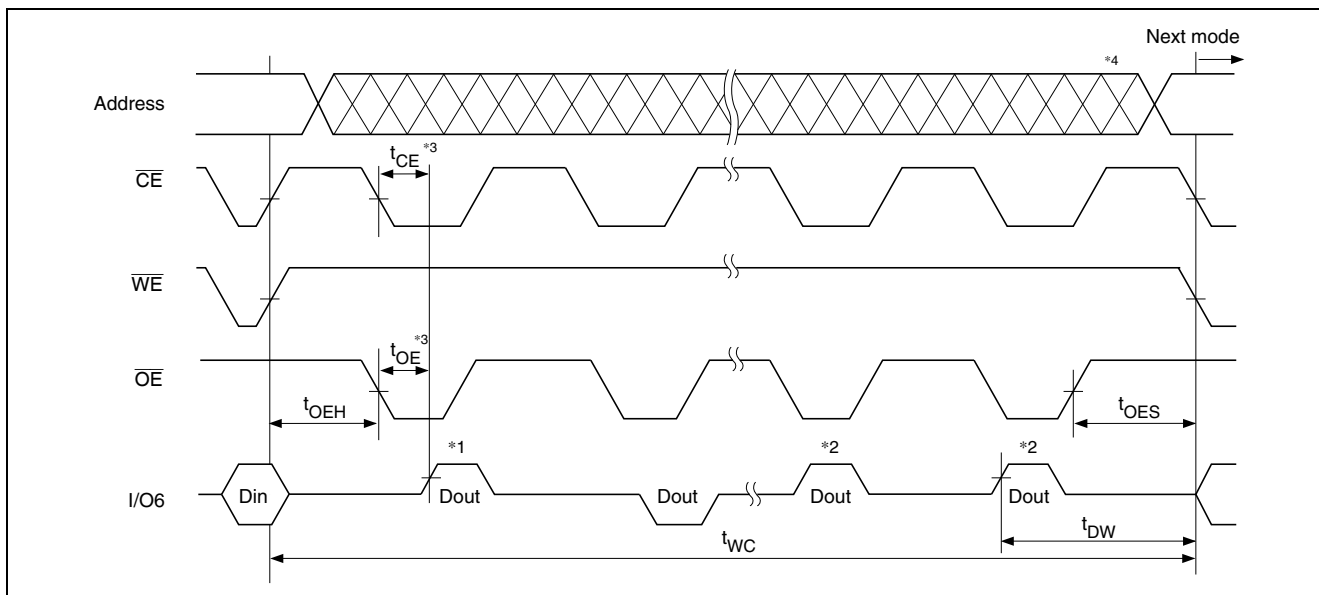 Next mode
*4
Address
tCE *3
CE
WE
tOE *3
OE
tOEH
tOES
*1
*2
*2
I/O6
Din
Dout
Dout
Dout
Dout
tDW
tWC